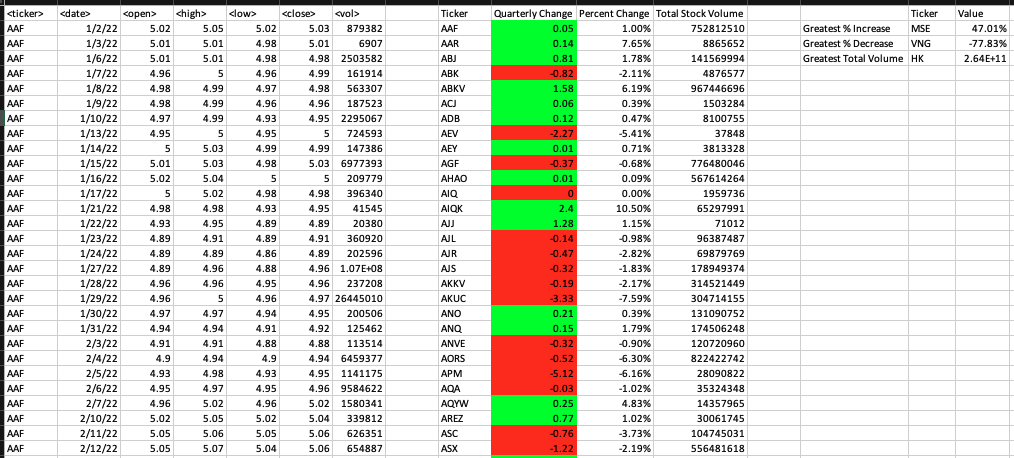 <ticker> <date> <open> <high> <low> <close> <vol> Ticker Quarterly Change Percent Change Total Stock Volume Ticker Value
AAF 1/2/22 5.02 5.05 5.02 5.03 879382 AAF 0.05 1.00% 752812510 Greatest % Increase MSE 47.01%
AAF 1/3/22 5.01 5.01 4.98 5.01 6907 AAR 0.14 7.65% 8865652 Greatest % Decrease VNG -77.83%
AAF 1/6/22 5.01 5.01 4.98 4.98 2503582 ABJ 0.81 1.78% 141569994 Greatest Total Volume HK 2.64E+11
AAF 1/7/22 4.96 5 4.96 4.99 161914 ABK -0.82 -2.11% 4876577
AAF 1/8/22 4.98 4.99 4.97 4.98 563307 ABKV 1.58 6.19% 967446696
AAF 1/9/22 4.98 4.99 4.96 4.96 187523 ACJ 0.06 0.39% 1503284
AAF 1/10/22 4.97 4.99 4.93 4.95 2295067 ADB 0.12 0.47% 8100755
AAF 1/13/22 4.95 5 4.95 5 724593 AEV -2.27 -5.41% 37848
AAF 1/14/22 5 5.03 4.99 4.99 147386 AEY 0.01 0.71% 3813328
AAF 1/15/22 5.01 5.03 4.98 5.03 6977393 AGF -0.37 -0.68% 776480046
AAF 1/16/22 5.02 5.04 5 5 209779 AHAO 0.01 0.09% 567614264
AAF 1/17/22 5 5.02 4.98 4.98 396340 AIQ 0 0.00% 1959736
AAF 1/21/22 4.98 4.98 4.93 4.95 41545 AIQK 2.4 10.50% 65297991
AAF 1/22/22 4.93 4.95 4.89 4.89 20380 AJJ 1.28 1.15% 71012
AAF 1/23/22 4.89 4.91 4.89 4.91 360920 AJL -0.14 -0.98% 96387487
AAF 1/24/22 4.89 4.89 4.86 4.89 202596 AJR -0.47 -2.82% 69879769
AAF 1/27/22 4.89 4.96 4.88 4.96 1.07E+08 AJS -0.32 -1.83% 178949374
AAF 1/28/22 4.96 4.96 4.95 4.96 237208 AKKV -0.19 -2.17% 314521449
AAF 1/29/22 4.96 5 4.96 4.97 26445010 AKUC -3.33 -7.59% 304714155
AAF 1/30/22 4.97 4.97 4.94 4.95 200506 ANO 0.21 0.39% 131090752
AAF 1/31/22 4.94 4.94 4.91 4.92 125462 ANQ 0.15 1.79% 174506248
AAF 2/3/22 4.91 4.91 4.88 4.88 113514 ANVE -0.32 -0.90% 120720960
AAF 2/4/22 4.9 4.94 4.9 4.94 6459377 AORS -0.52 -6.30% 822422742
AAF 2/5/22 4.93 4.98 4.93 4.95 1141175 APM -5.12 -6.16% 28090822
AAF 2/6/22 4.95 4.97 4.95 4.96 9584622 AQA -0.03 -1.02% 35324348
AAF 2/7/22 4.96 5.02 4.96 5.02 1580341 AQYW 0.25 4.83% 14357965
AAF 2/10/22 5.02 5.05 5.02 5.04 339812 AREZ 0.77 1.02% 30061745
AAF 2/11/22 5.05 5.06 5.05 5.06 626351 ASC -0.76 -3.73% 104745031
AAF 2/12/22 5.05 5.07 5.04 5.06 654887 ASX -1.22 -2.19% 556481618